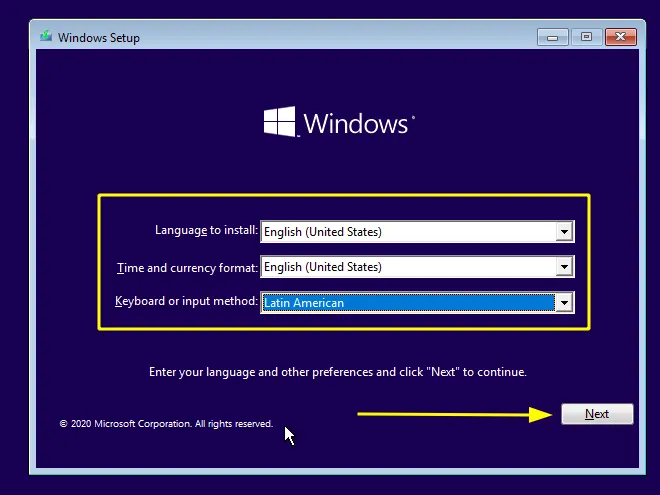 Windows Setup
Windows
Language to install: English (United States)
Time and currency format: English (United States)
Keyboard or input method: Latin American
Enter your language and other preferences and click "Next" to continue.
Next
© 2020 Microsoft Corporation. All rights reserved.